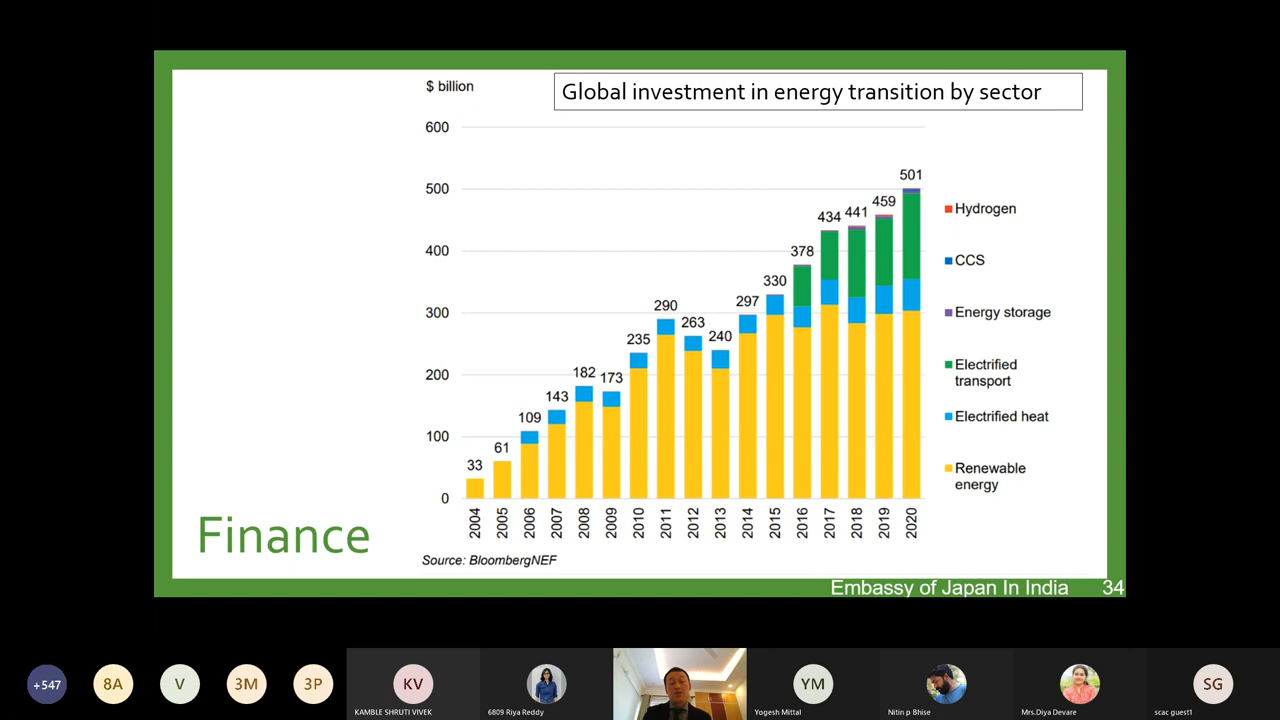 $ billion
Global investment in energy transition by sector
600
500
400
300
200
100
0
33
61
109
143
182
173
235
290
263
240
297
330
378
434
441
459
501
2004
2005
2006
2007
2008
2009
2010
2011
2012
2013
2014
2015
2016
2017
2018
2019
2020
Hydrogen
CCS
Energy storage
Electrified
transport
Electrified heat
Renewable
energy
Finance
Source: BloombergNEF
Embassy of Japan In India 34
+547
8A
V
3M
3P
KV
YM
SG
KAMBLE SHRUTI VIVEK
6809 Riya Reddy
Yogesh Mittal
Nitin p Bhise
Mrs.Diya Devare
scac guest1